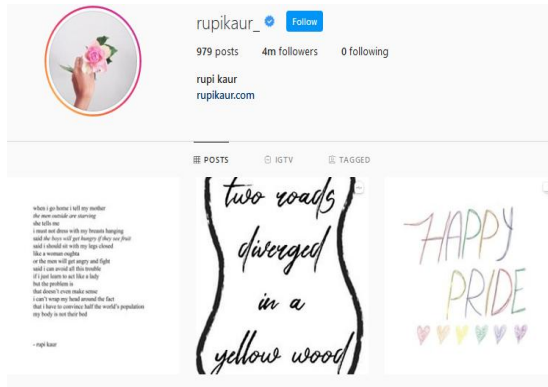 rupikaur_ Follow
979 posts 4m followers 0 following
rupi kaur
rupikaur.com
POSTS IGTV TAGGED
when i go home i tell my mother
the men outside are starving
she tells me
i must not dress with my breasts hanging
said the boys will get hungry if they see fruit
said i should sit with my legs closed
like a woman oughta
or the men will get angry and fight
said i can avoid all this trouble
if i just learn to act like a lady
but the problem is
that doesn't even make sense
i can't wrap my head around the fact
that i have to convince half the world's population
my body is not their bed
- rupi kaur
two roads
diverged
in a
yellow wood
HAPPY
PRIDE